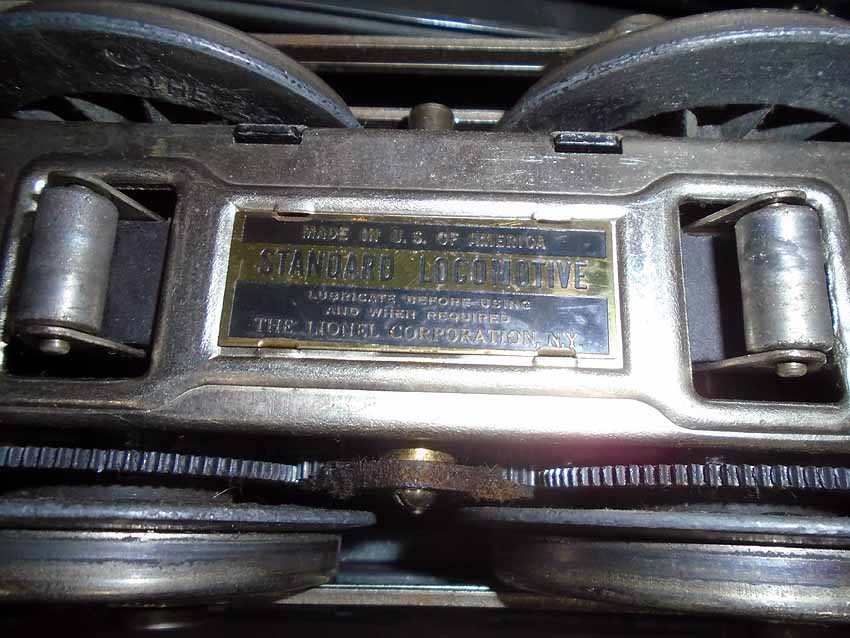 MADE IN U. S. OF AMERICA
STANDARD LOCOMOTIVE
LUBRICATE BEFORE USING
AND WHEN REQUIRED
THE LIONEL CORPORATION, N.Y.